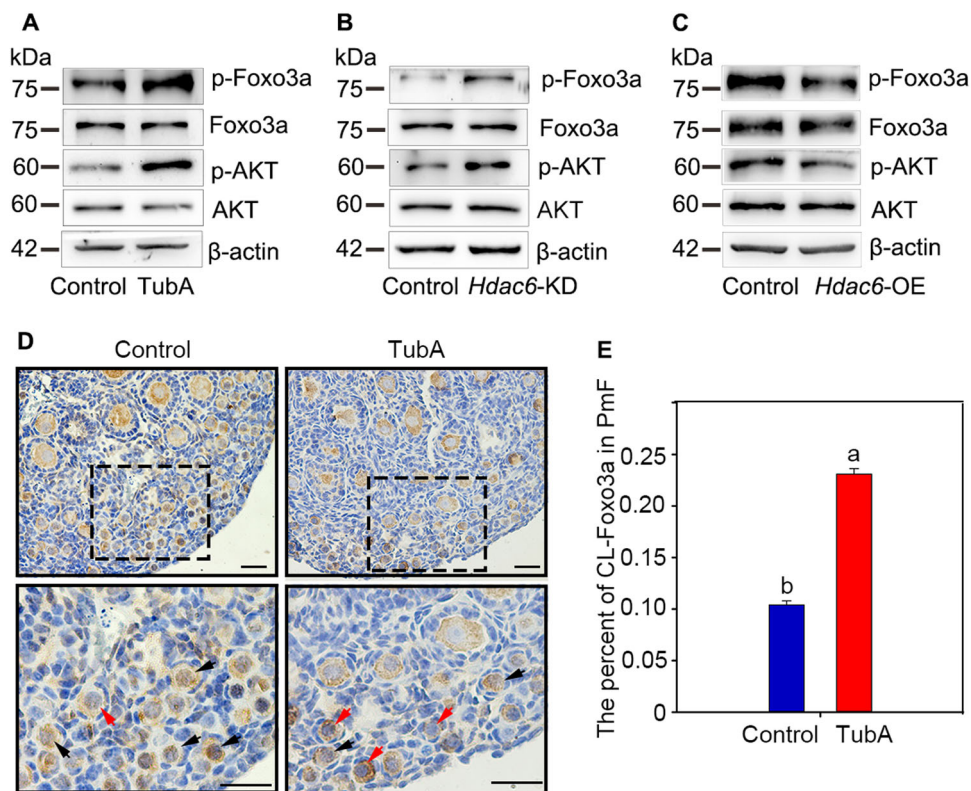 A
kDa
75
p-Foxo3a
75
Foxo3a
60
p-AKT
60
AKT
42
β-actin
Control TubA
B
kDa
75
p-Foxo3a
75
Foxo3a
60
p-AKT
60
AKT
42
β-actin
Control Hdac6-KD
C
kDa
75
p-Foxo3a
75
Foxo3a
60
p-AKT
60
AKT
42
β-actin
Control Hdac6-OE
D
Control
TubA
E
The percent of CL-Foxo3a in PmF
0.25
0.20
0.15
0.10
0.05
0
b
a
Control
TubA